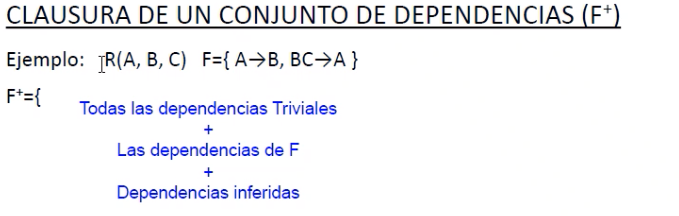 CLAUSURA DE UN CONJUNTO DE DEPENDENCIAS (F⁺)
Ejemplo: R(A, B, C) F={ A→B, BC→A }
F⁺={
Todas las dependencias Triviales
+
Las dependencias de F
+
Dependencias inferidas